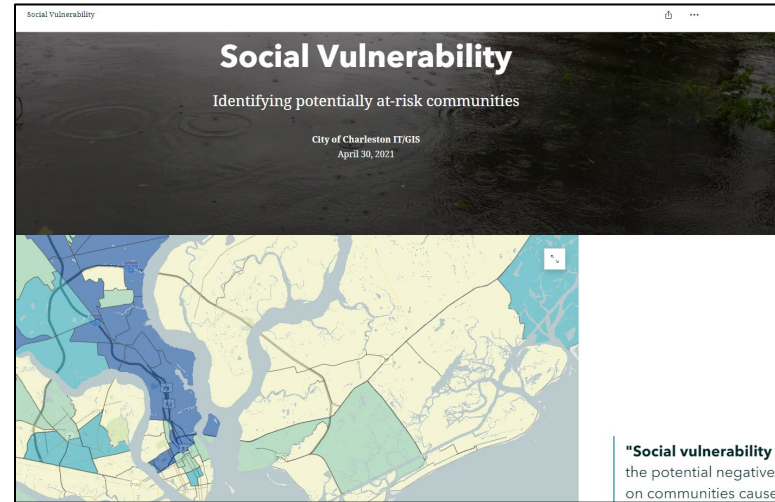 Social Vulnerability
Social Vulnerability
Identifying potentially at-risk communities
City of Charleston IT/GIS
April 30, 2021
"Social vulnerability
the potential negative
on communities cause